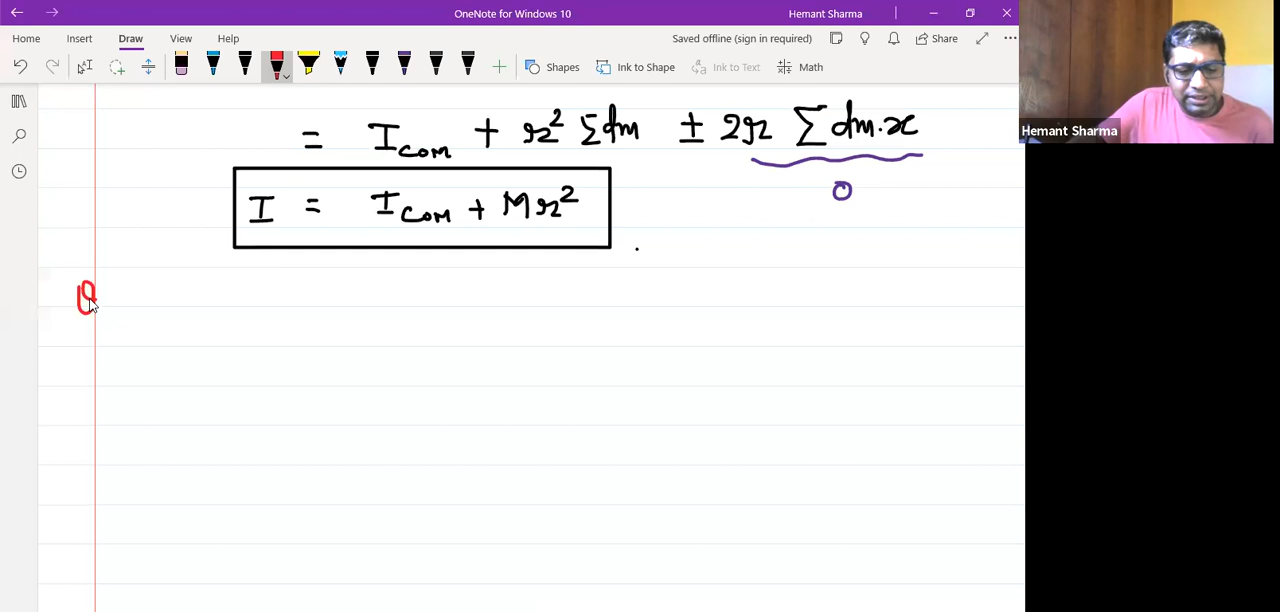 OneNote for Windows 10
Hemant Sharma
Home Insert Draw View Help
Saved offline (sign in required)
Share
Shapes
Ink to Shape
Ink to Text
Math
Hemant Sharma
= I_COM + r² Σdm ± 2r Σ dm.x
0
I = I_COM + Mr²
.